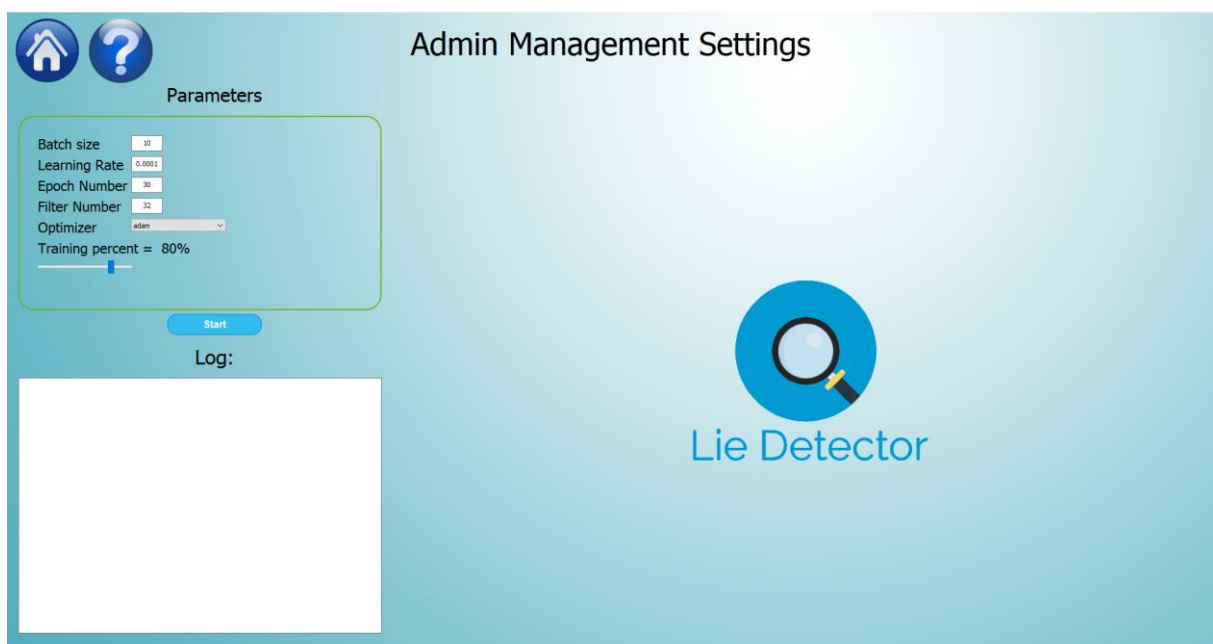 Admin Management Settings
Parameters
Batch size 10
Learning Rate 0.0001
Epoch Number 30
Filter Number 32
Optimizer adam
Training percent = 80%
Start
Log:
Lie Detector